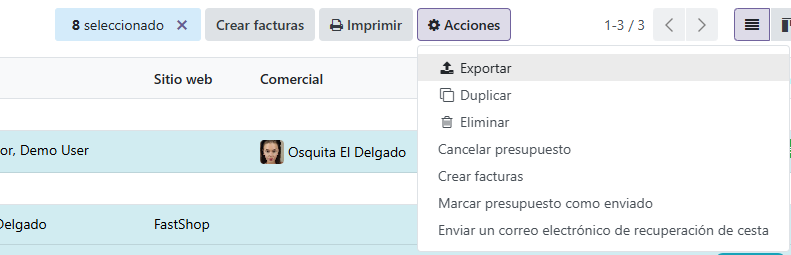 8 seleccionado ✕ Crear facturas Imprimir Acciones 1-3 / 3
Exportar
Sitio web Comercial
Duplicar
Eliminar
or, Demo User Osquita El Delgado
Cancelar presupuesto
Crear facturas
Marcar presupuesto como enviado
Delgado FastShop
Enviar un correo electrónico de recuperación de cesta